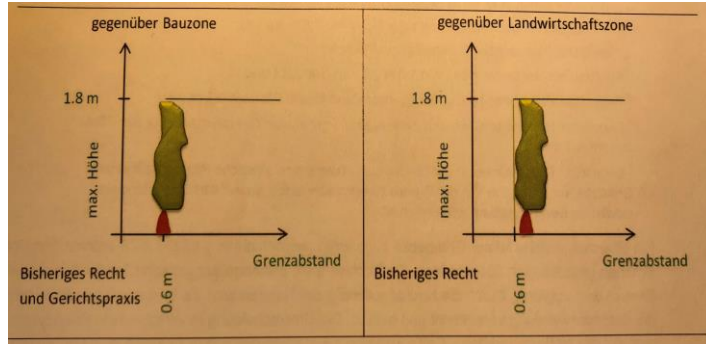 gegenüber Bauzone
1.8 m
max. Höhe
Grenzabstand
0.6 m
Bisheriges Recht
und Gerichtspraxis
gegenüber Landwirtschaftszone
1.8 m
max. Höhe
Grenzabstand
0.6 m
Bisheriges Recht